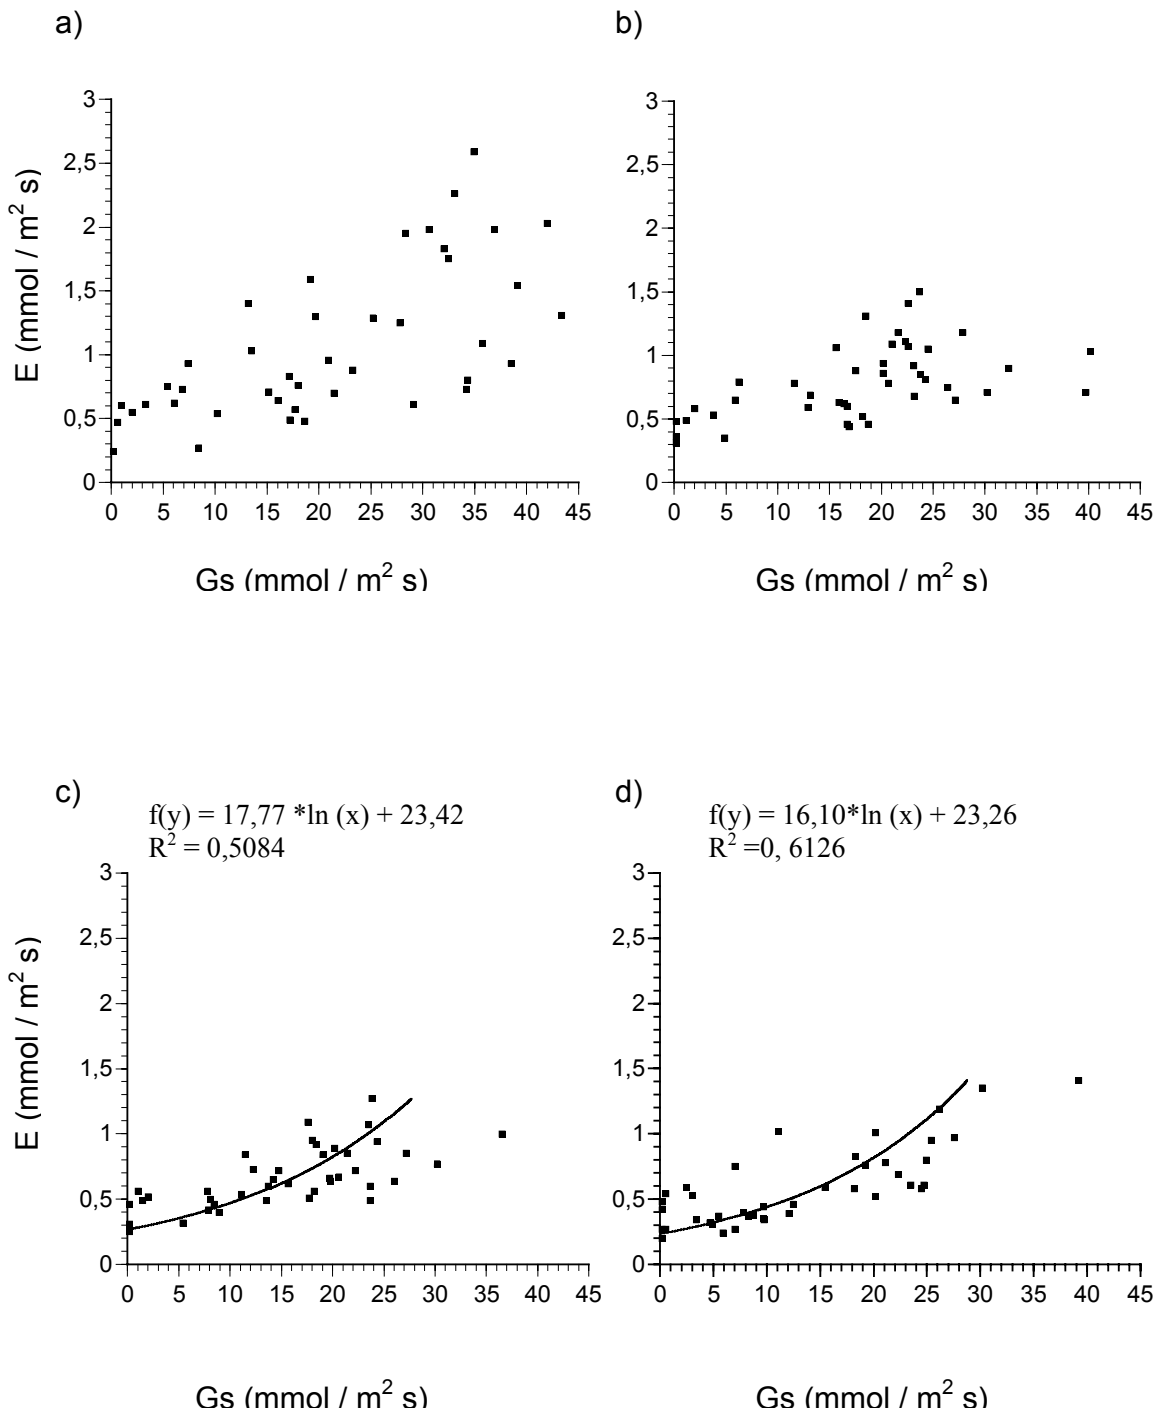 a)
3
2,5
2
1,5
1
0,5
0
0 5 10 15 20 25 30 35 40 45
E (mmol / m² s)
Gs (mmol / m² s)
b)
3
2,5
2
1,5
1
0,5
0
0 5 10 15 20 25 30 35 40 45
Gs (mmol / m² s)
c)
f(y) = 17,77 *ln (x) + 23,42
R² = 0,5084
3
2,5
2
1,5
1
0,5
0
0 5 10 15 20 25 30 35 40 45
E (mmol / m² s)
Gs (mmol / m² s)
d)
f(y) = 16,10*ln (x) + 23,26
R² =0, 6126
3
2,5
2
1,5
1
0,5
0
0 5 10 15 20 25 30 35 40 45
Gs (mmol / m² s)